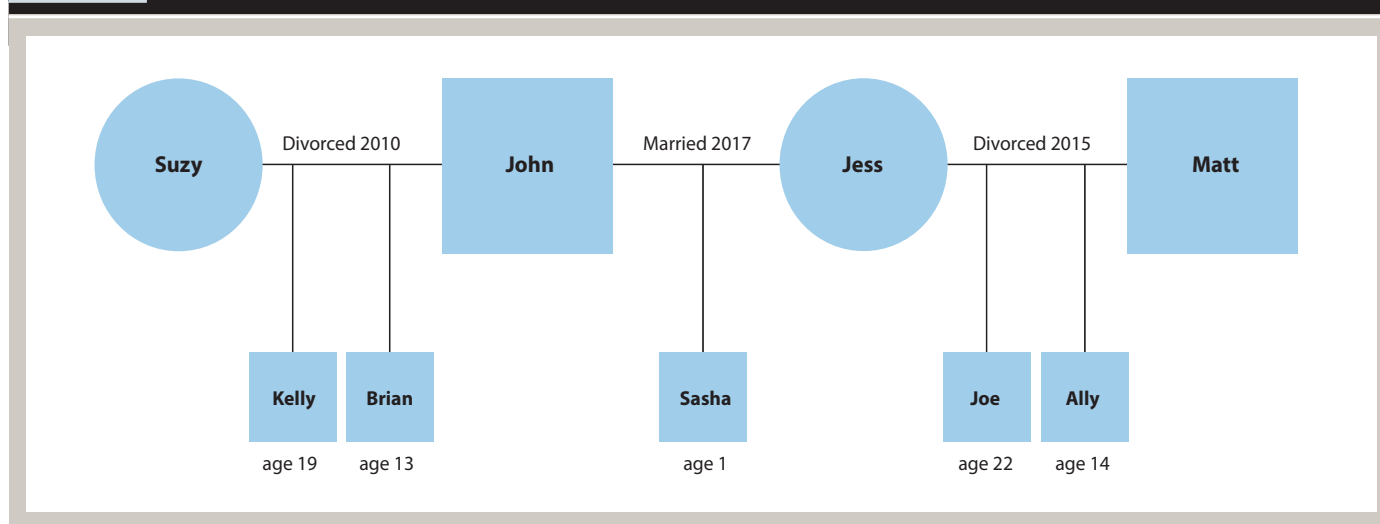 Divorced 2010 Married 2017 Divorced 2015
Suzy John Jess Matt
Kelly Brian Sasha Joe Ally
age 19 age 13 age 1 age 22 age 14